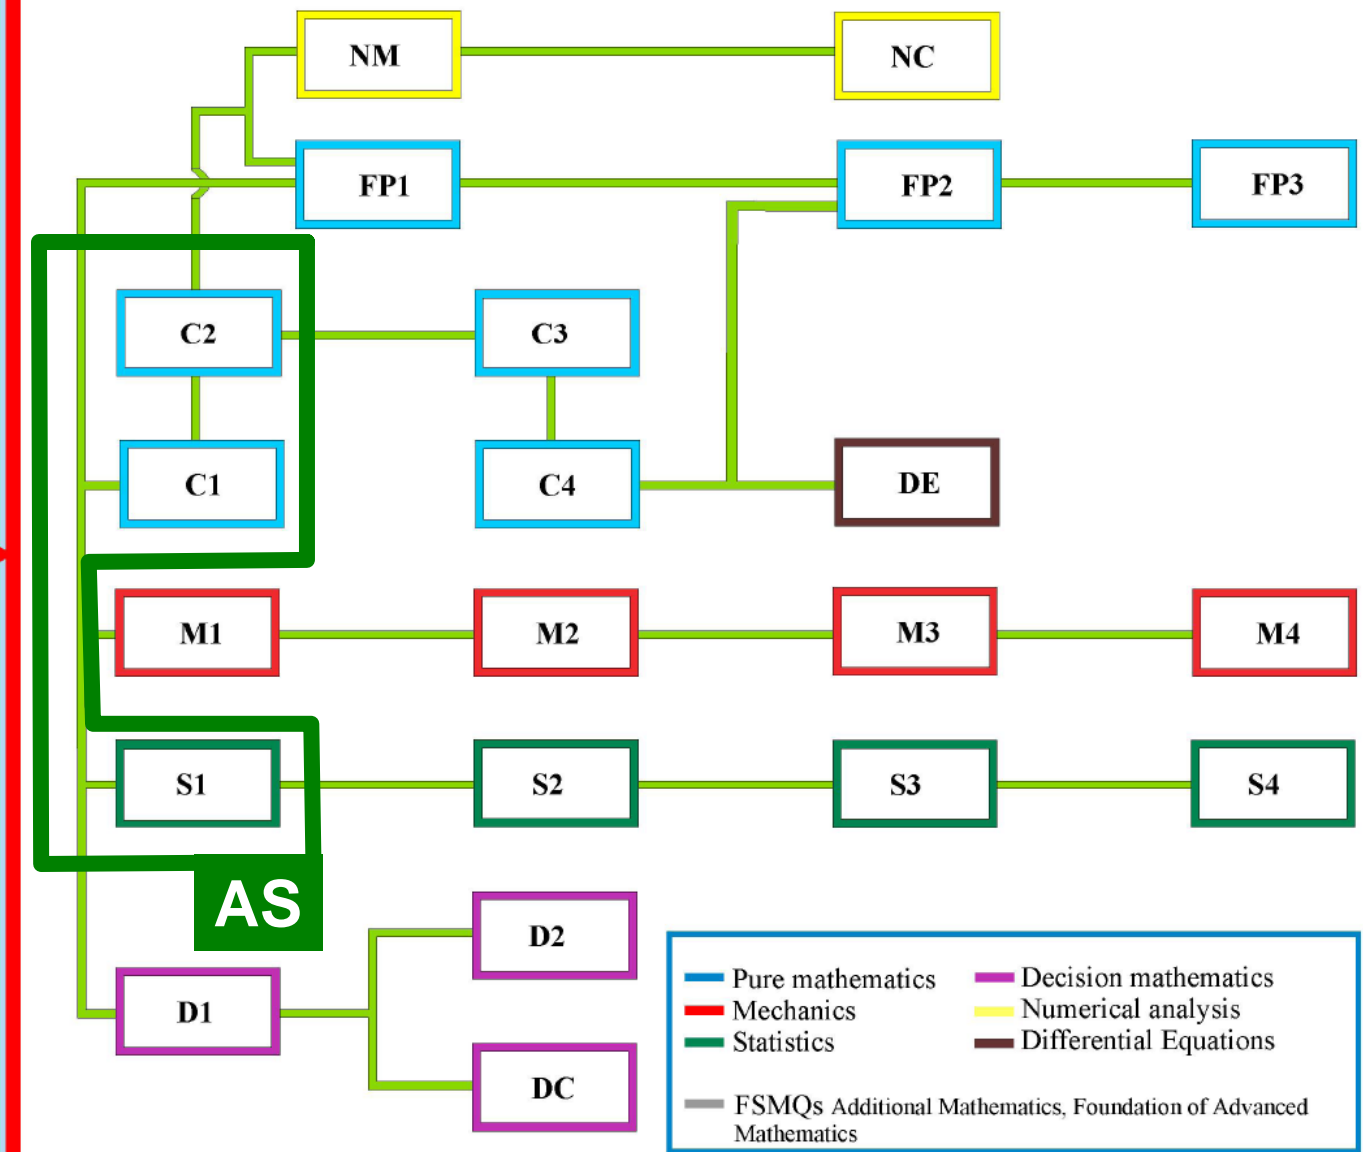 NM
NC
FP1
FP2
FP3
C2
C3
C1
C4
DE
M1
M2
M3
M4
S1
S2
S3
S4
AS
D2
D1
DC
Pure mathematics
Decision mathematics
Mechanics
Numerical analysis
Statistics
Differential Equations
FSMQs Additional Mathematics, Foundation of Advanced
Mathematics